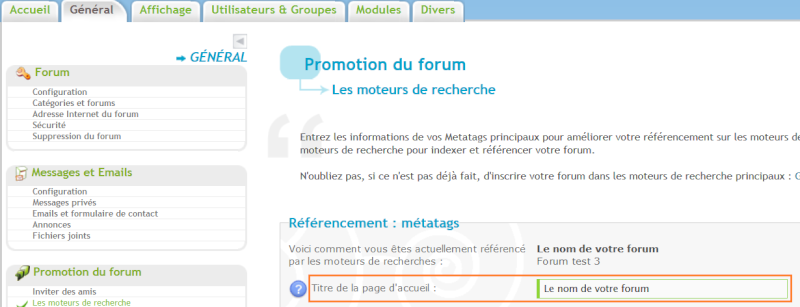 Accueil Général Affichage Utilisateurs & Groupes Modules Divers
GÉNÉRAL
Forum
Configuration
Catégories et forums
Adresse Internet du forum
Sécurité
Suppression du forum
Messages et Emails
Configuration
Messages privés
Emails et formulaire de contact
Annonces
Fichiers joints
Promotion du forum
Inviter des amis
Les moteurs de recherche
Promotion du forum
Les moteurs de recherche
Entrez les informations de vos Metatags principaux pour améliorer votre référencement sur les moteurs de
moteurs de recherche pour indexer et référencer votre forum.
N'oubliez pas, si ce n'est pas déjà fait, d'inscrire votre forum dans les moteurs de recherche principaux : G
Référencement : métatags
Voici comment vous êtes actuellement référencé
par les moteurs de recherches :
Le nom de votre forum
Forum test 3
? Titre de la page d'accueil : Le nom de votre forum